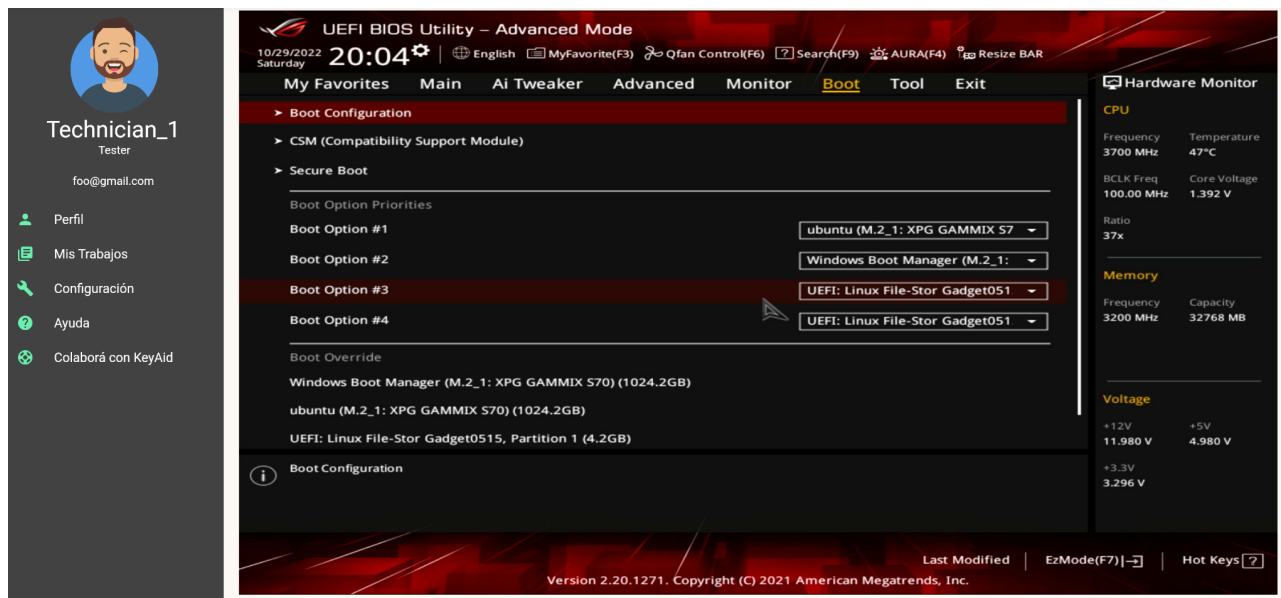 Technician_1
Tester
foo@gmail.com
Perfil
Mis Trabajos
Configuración
Ayuda
Colaborá con KeyAid
UEFI BIOS Utility – Advanced Mode
10/29/2022
Saturday
20:04
English
MyFavorite(F3)
Qfan Control(F6)
? Search(F9)
AURA(F4)
Resize BAR
My Favorites
Main
Ai Tweaker
Advanced
Monitor
Boot
Tool
Exit
Boot Configuration
CSM (Compatibility Support Module)
Secure Boot
Boot Option Priorities
Boot Option #1 ubuntu (M.2_1: XPG GAMMIX S7
Boot Option #2 Windows Boot Manager (M.2_1:
Boot Option #3 UEFI: Linux File-Stor Gadget051
Boot Option #4 UEFI: Linux File-Stor Gadget051
Boot Override
Windows Boot Manager (M.2_1: XPG GAMMIX S70) (1024.2GB)
ubuntu (M.2_1: XPG GAMMIX S70) (1024.2GB)
UEFI: Linux File-Stor Gadget0515, Partition 1 (4.2GB)
i Boot Configuration
Hardware Monitor
CPU
Frequency Temperature
3700 MHz 47°C
BCLK Freq Core Voltage
100.00 MHz 1.392 V
Ratio
37x
Memory
Frequency Capacity
3200 MHz 32768 MB
Voltage
+12V +5V
11.980 V 4.980 V
+3.3V
3.296 V
Last Modified
EzMode(F7)
Hot Keys ?
Version 2.20.1271. Copyright (C) 2021 American Megatrends, Inc.